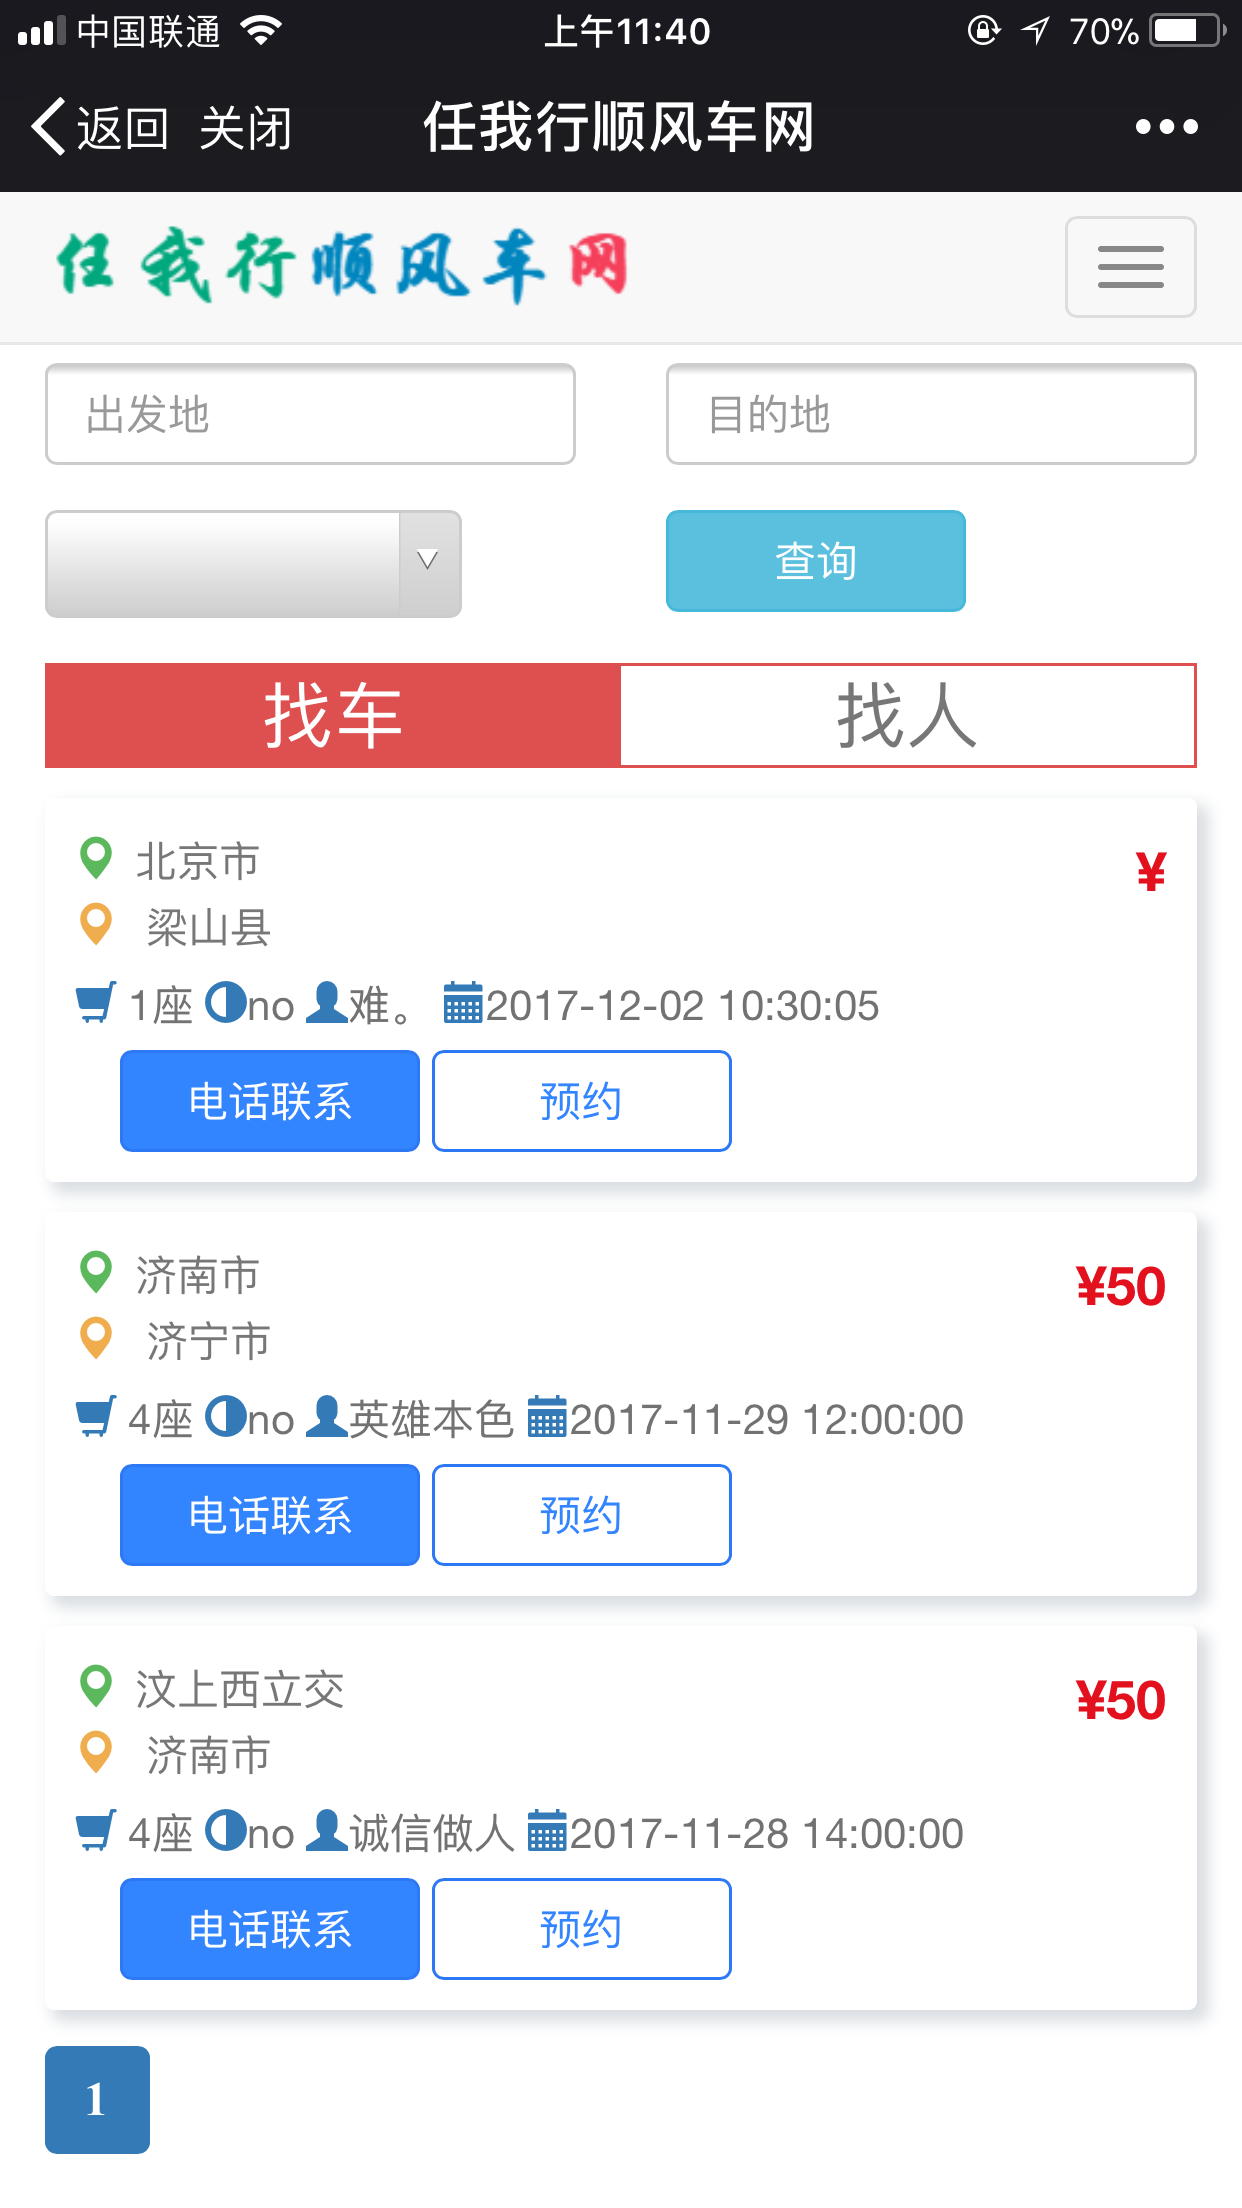 中国联通 上午11:40 70%
返回 关闭 任我行顺风车网
任我行顺风车网
出发地 目的地
查询
找车 找人
北京市 ¥
梁山县
1座 no 难。 2017-12-02 10:30:05
电话联系 预约
济南市 ¥50
济宁市
4座 no 英雄本色 2017-11-29 12:00:00
电话联系 预约
汶上西立交 ¥50
济南市
4座 no 诚信做人 2017-11-28 14:00:00
电话联系 预约
1